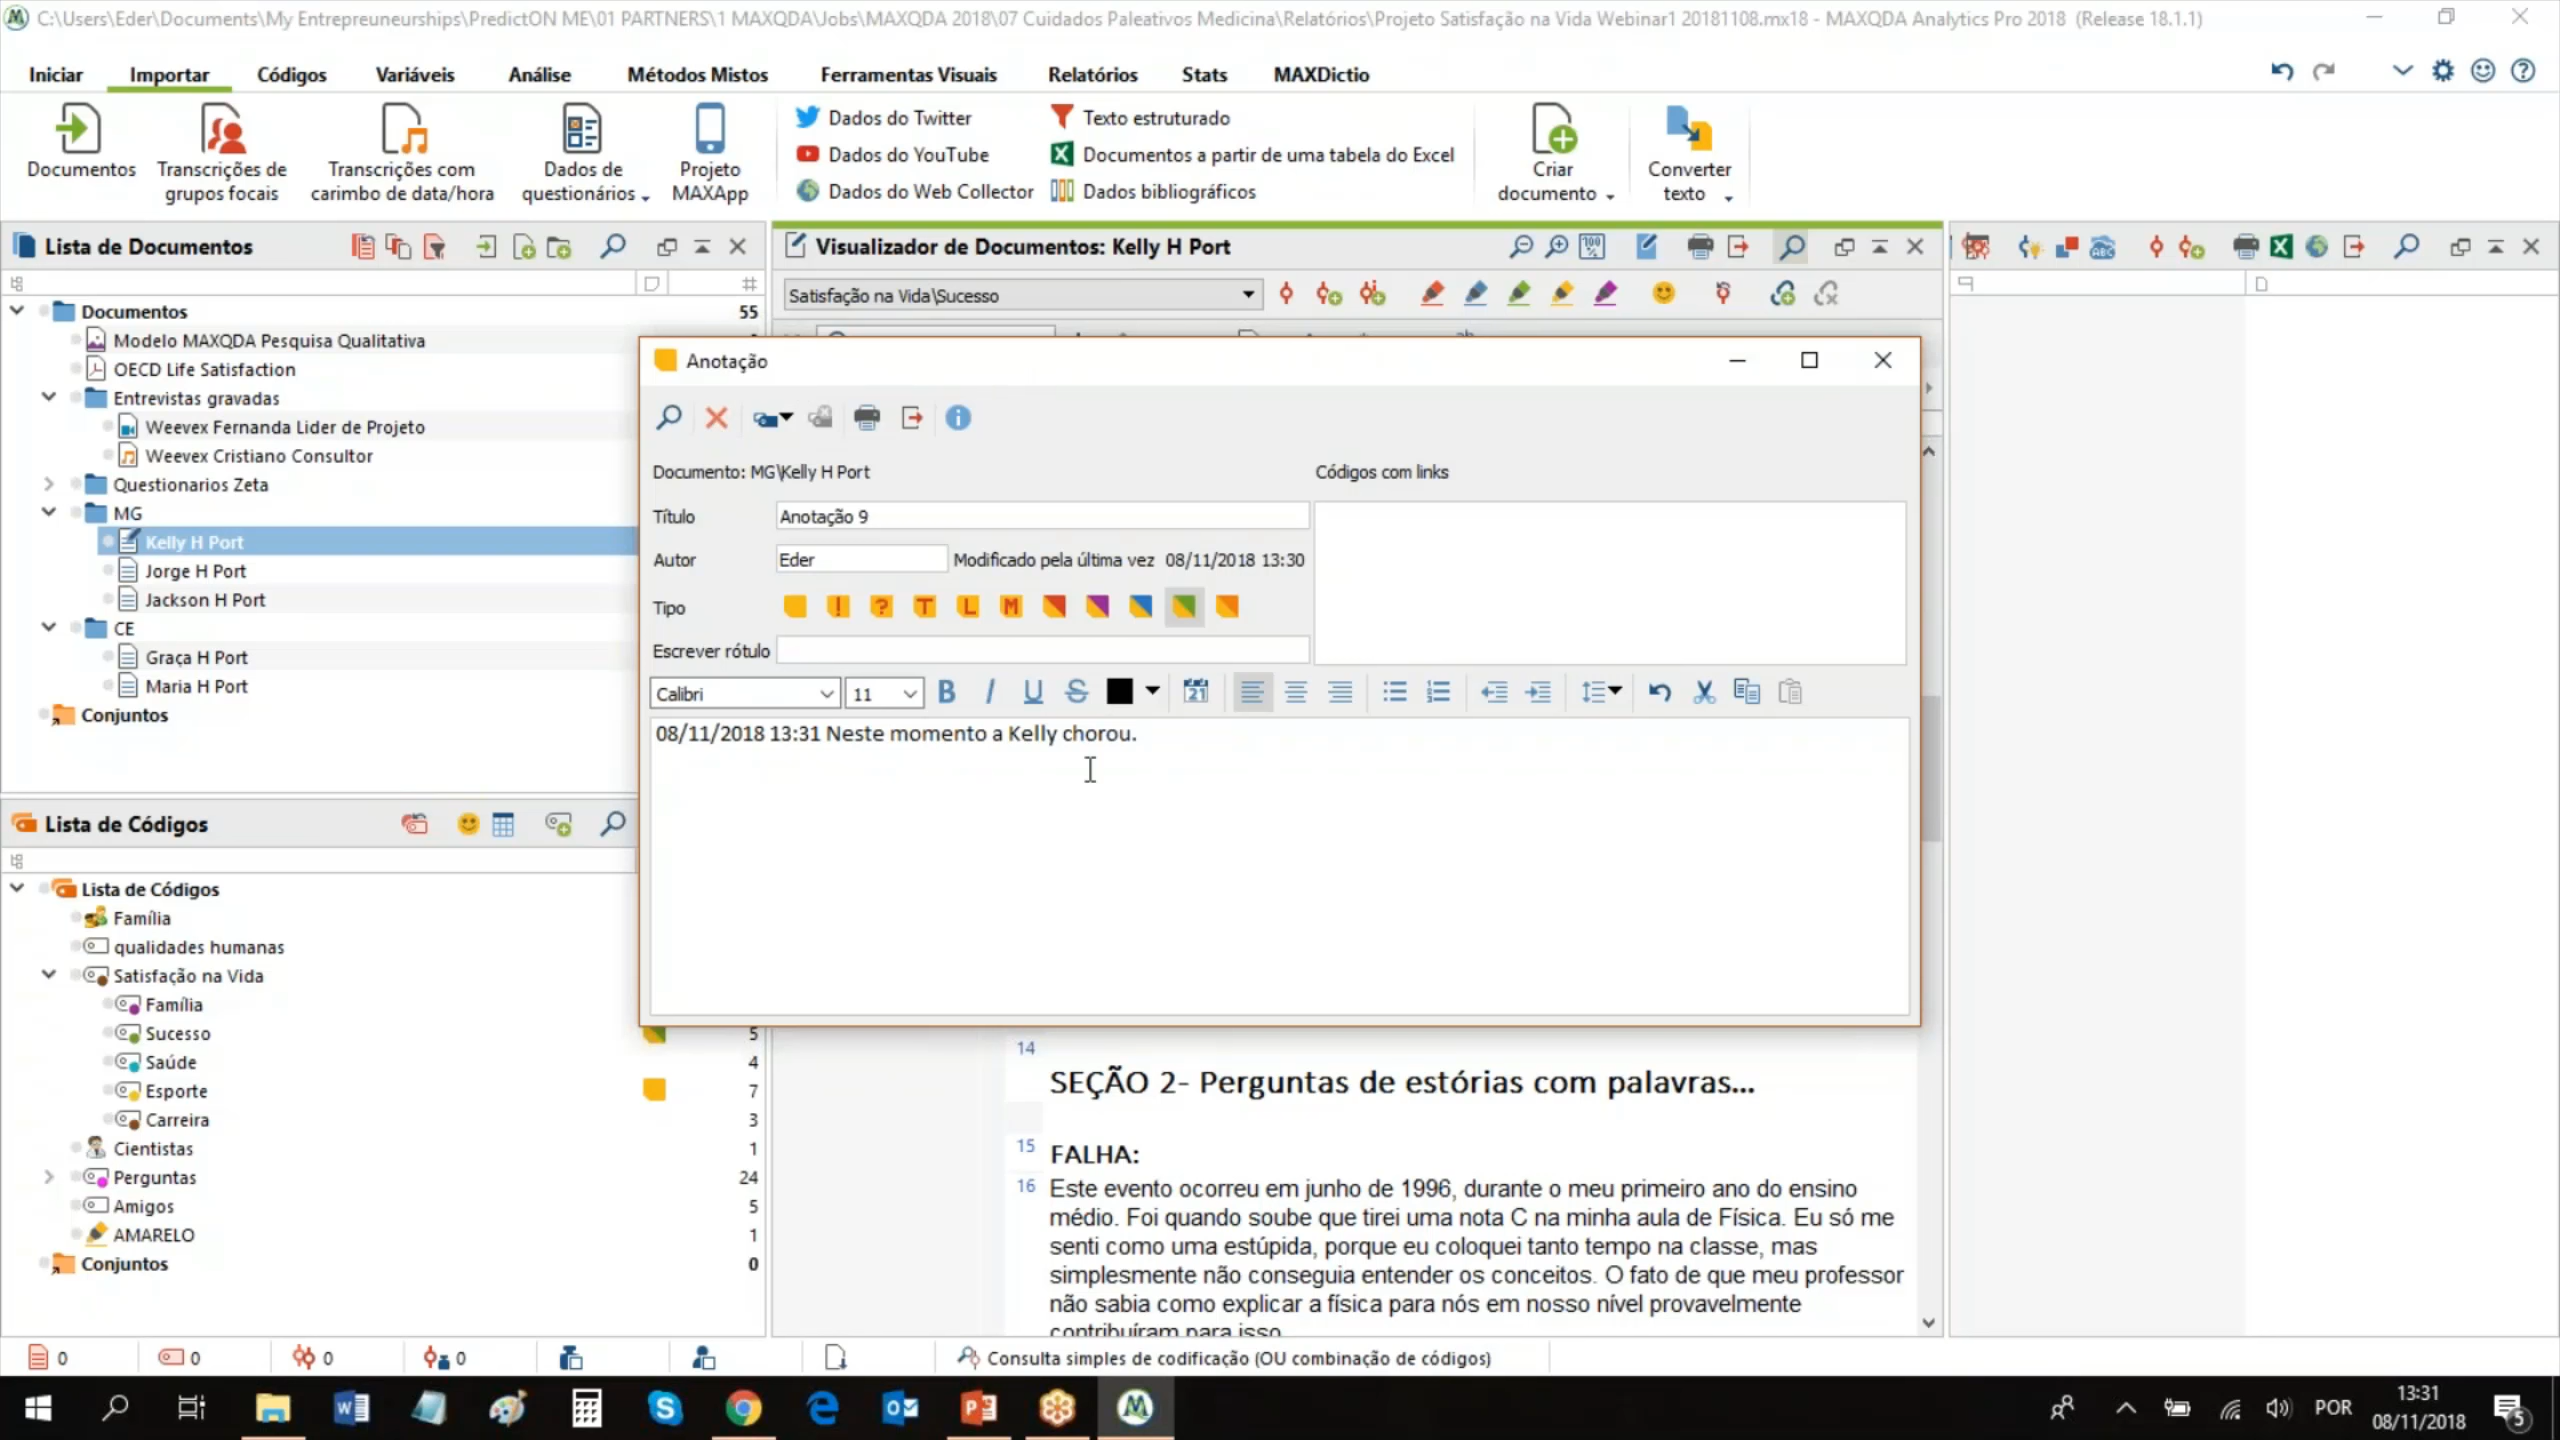 C:\Users\Eder\Documents\My Entrepreuneurships\PredictON ME\01 PARTNERS\1 MAXQDA\Jobs\MAXQDA 2018\07 Cuidados Paleativos Medicina\Relatórios\Projeto Satisfação na Vida Webinar1 20181108.mx18 - MAXQDA Analytics Pro 2018 (Release 18.1.1)
Iniciar Importar Códigos Variáveis Análise Métodos Mistos Ferramentas Visuais Relatórios Stats MAXDictio
Documentos
Transcrições de
grupos focais
Transcrições com
carimbo de data/hora
Dados de
questionários
Projeto
MAXApp
Dados do Twitter
Dados do YouTube
Dados do Web Collector
Texto estruturado
Documentos a partir de uma tabela do Excel
Dados bibliográficos
Criar
documento
Converter
texto
Lista de Documentos
Documentos 55
Modelo MAXQDA Pesquisa Qualitativa
OECD Life Satisfaction
Entrevistas gravadas
Weevex Fernanda Lider de Projeto
Weevex Cristiano Consultor
Questionarios Zeta
MG
Kelly H Port
Jorge H Port
Jackson H Port
CE
Graça H Port
Maria H Port
Conjuntos
Lista de Códigos
Lista de Códigos
Família
qualidades humanas
Satisfação na Vida
Família
Sucesso 5
Saúde 4
Esporte 7
Carreira 3
Cientistas 1
Perguntas 24
Amigos 5
AMARELO 1
Conjuntos 0
Visualizador de Documentos: Kelly H Port
Satisfação na Vida\Sucesso
Anotação
Documento: MG\Kelly H Port
Códigos com links
Título Anotação 9
Autor Eder Modificado pela última vez 08/11/2018 13:30
Tipo ! ? T L M
Escrever rótulo
Calibri 11 B I U S 21
08/11/2018 13:31 Neste momento a Kelly chorou.
14
SEÇÃO 2- Perguntas de estórias com palavras...
15 FALHA:
16 Este evento ocorreu em junho de 1996, durante o meu primeiro ano do ensino
médio. Foi quando soube que tirei uma nota C na minha aula de Física. Eu só me
senti como uma estúpida, porque eu coloquei tanto tempo na classe, mas
simplesmente não conseguia entender os conceitos. O fato de que meu professor
não sabia como explicar a física para nós em nosso nível provavelmente
contribuíram para isso.
0 0 0 0 Consulta simples de codificação (OU combinação de códigos)
POR
13:31
08/11/2018
5